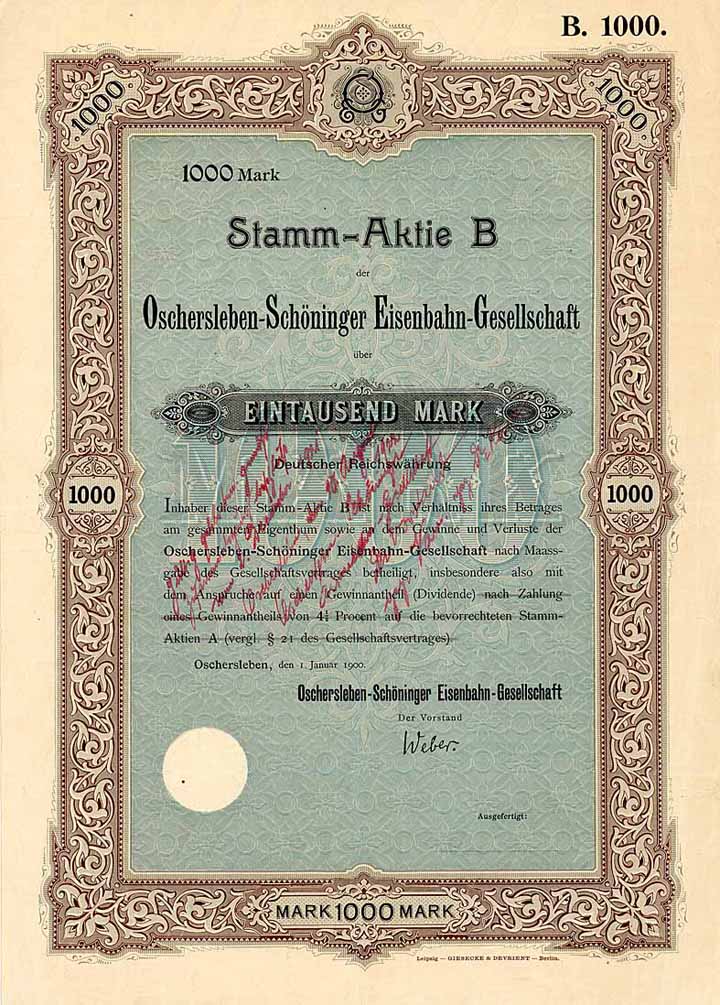 B. 1000.
1000 1000
1000 Mark
Stamm-Aktie B
der
Oschersleben-Schöninger Eisenbahn-Gesellschaft
über
EINTAUSEND MARK
Deutscher Reichswährung
1000 1000
Inhaber dieser Stamm-Aktie B ist nach Verhältniss ihres Betrages
am gesammten Eigenthum sowie an dem Gewinne und Verluste der
Oschersleben-Schöninger Eisenbahn-Gesellschaft nach Maass-
gabe des Gesellschaftsvertrages betheiligt, insbesondere also mit
dem Anspruche auf einen Gewinnantheil (Dividende) nach Zahlung
eines Gewinnantheils von 4½ Procent auf die bevorrechteten Stamm-
Aktien A (vergl. § 21 des Gesellschaftsvertrages).
Oschersleben, den 1. Januar 1900.
Oschersleben-Schöninger Eisenbahn-Gesellschaft
Der Vorstand
Weber.
Ausgefertigt:
MARK 1000 MARK
Leipzig — GIESECKE & DEVRIENT — Berlin.